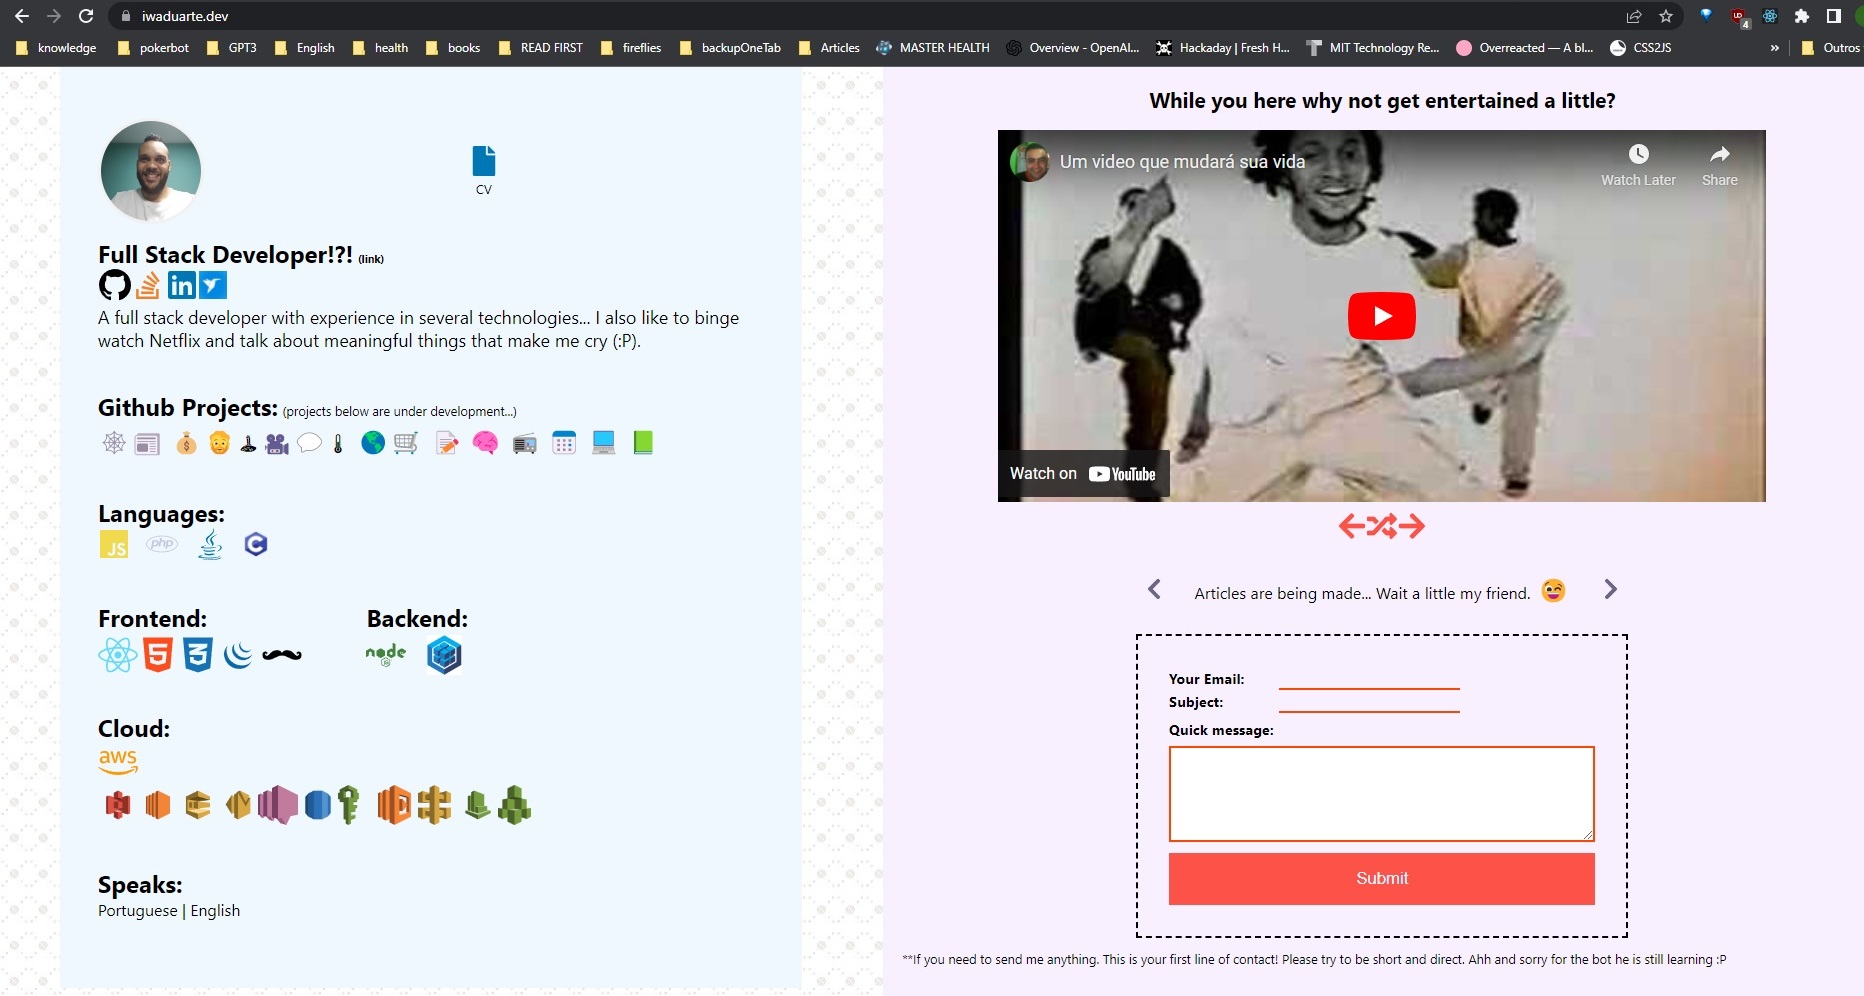 iwaduarte.dev
4
knowledge
pokerbot
GPT3
English
health
books
READ FIRST
fireflies
backupOneTab
Articles
MASTER HEALTH
Overview - OpenAI...
Hackaday | Fresh H...
MIT Technology Re...
Overreacted — A bl...
CSS2JS
»
Outros
CV
Full Stack Developer!?! (link)
in
A full stack developer with experience in several technologies... I also like to binge
watch Netflix and talk about meaningful things that make me cry (:P).
Github Projects: (projects below are under development...)
Languages:
JS
php
C
Frontend:
5
3
Backend:
node
JS
Cloud:
aws
Speaks:
Portuguese | English
While you here why not get entertained a little?
Um video que mudará sua vida
Watch Later
Share
Watch on YouTube
Articles are being made... Wait a little my friend.
Your Email:
Subject:
Quick message:
Submit
**If you need to send me anything. This is your first line of contact! Please try to be short and direct. Ahh and sorry for the bot he is still learning :P